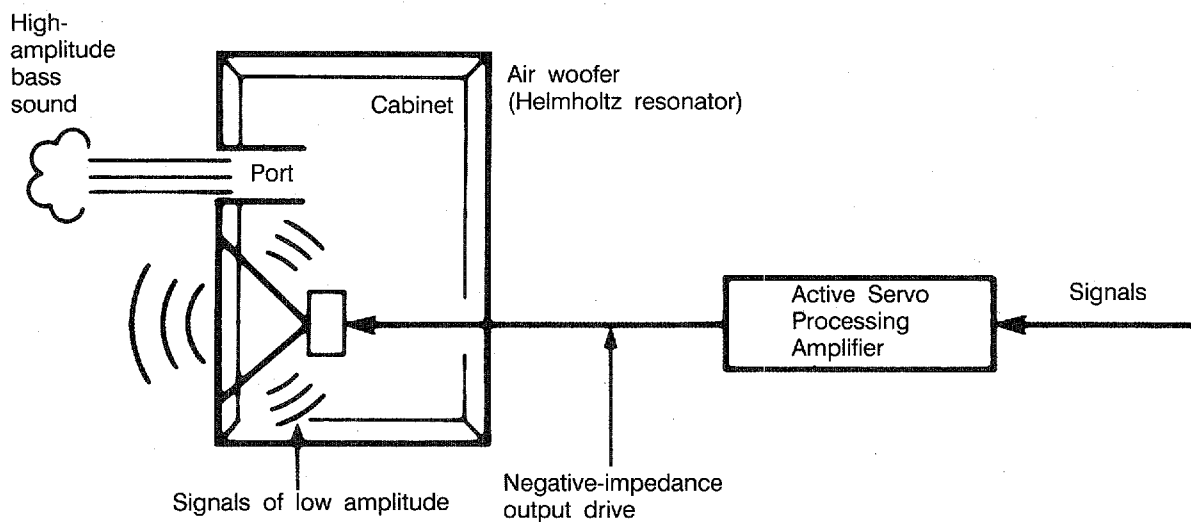 High-
amplitude
bass
sound
Air woofer
(Helmholtz resonator)
Cabinet
Port
Active Servo
Processing
Amplifier
Signals
Signals of low amplitude
Negative-impedance
output drive